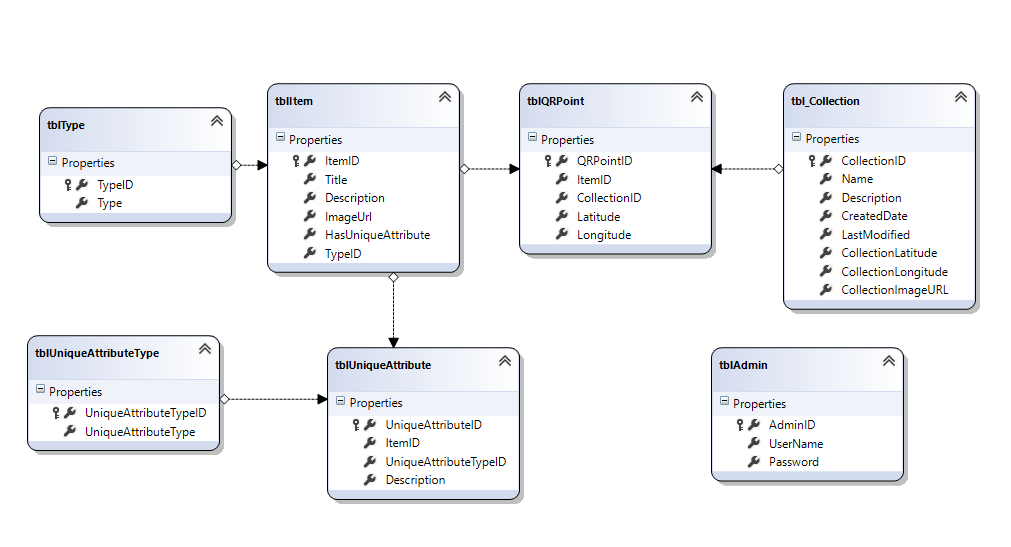 tblType
Properties
TypeID
Type
tblItem
Properties
ItemID
Title
Description
ImageUrl
HasUniqueAttribute
TypeID
tblQRPoint
Properties
QRPointID
ItemID
CollectionID
Latitude
Longitude
tbl_Collection
Properties
CollectionID
Name
Description
CreatedDate
LastModified
CollectionLatitude
CollectionLongitude
CollectionImageURL
tblUniqueAttributeType
Properties
UniqueAttributeTypeID
UniqueAttributeType
tblUniqueAttribute
Properties
UniqueAttributeID
ItemID
UniqueAttributeTypeID
Description
tblAdmin
Properties
AdminID
UserName
Password